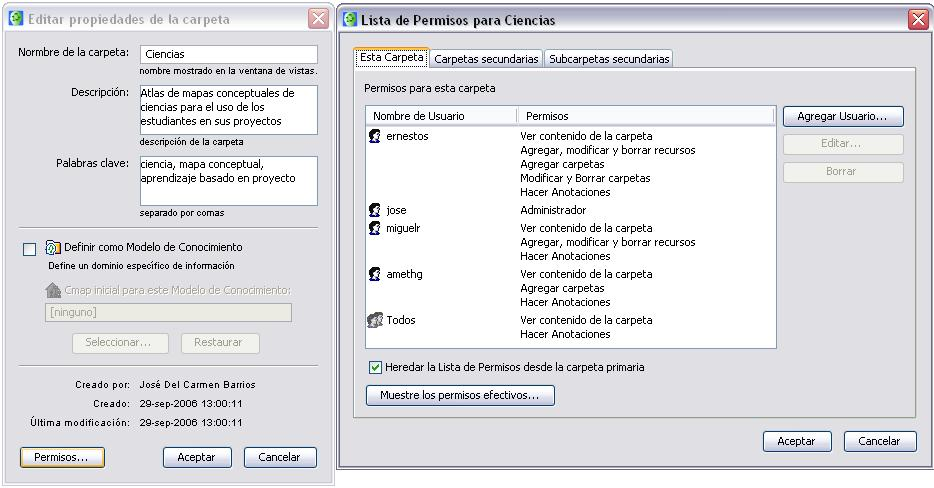 Editar propiedades de la carpeta
Nombre de la carpeta: Ciencias
nombre mostrado en la ventana de vistas.
Descripción: Atlas de mapas conceptuales de
ciencias para el uso de los
estudiantes en sus proyectos
descripción de la carpeta
Palabras clave: ciencia, mapa conceptual,
aprendizaje basado en proyecto
separado por comas
Definir como Modelo de Conocimiento
Define un dominio específico de información
Cmap inicial para este Modelo de Conocimiento:
[ninguno]
Seleccionar... Restaurar
Creado por: José Del Carmen Barrios
Creado: 29-sep-2006 13:00:11
Última modificación: 29-sep-2006 13:00:11
Permisos... Aceptar Cancelar
Lista de Permisos para Ciencias
Esta Carpeta Carpetas secundarias Subcarpetas secundarias
Permisos para esta carpeta
Nombre de Usuario Permisos
ernestos Ver contenido de la carpeta
Agregar, modificar y borrar recursos
Agregar carpetas
Modificar y Borrar carpetas
Hacer Anotaciones
jose Administrador
miguelr Ver contenido de la carpeta
Agregar, modificar y borrar recursos
Hacer Anotaciones
amethg Ver contenido de la carpeta
Agregar carpetas
Hacer Anotaciones
Todos Ver contenido de la carpeta
Hacer Anotaciones
Agregar Usuario...
Editar...
Borrar
Heredar la Lista de Permisos desde la carpeta primaria
Muestre los permisos efectivos...
Aceptar Cancelar